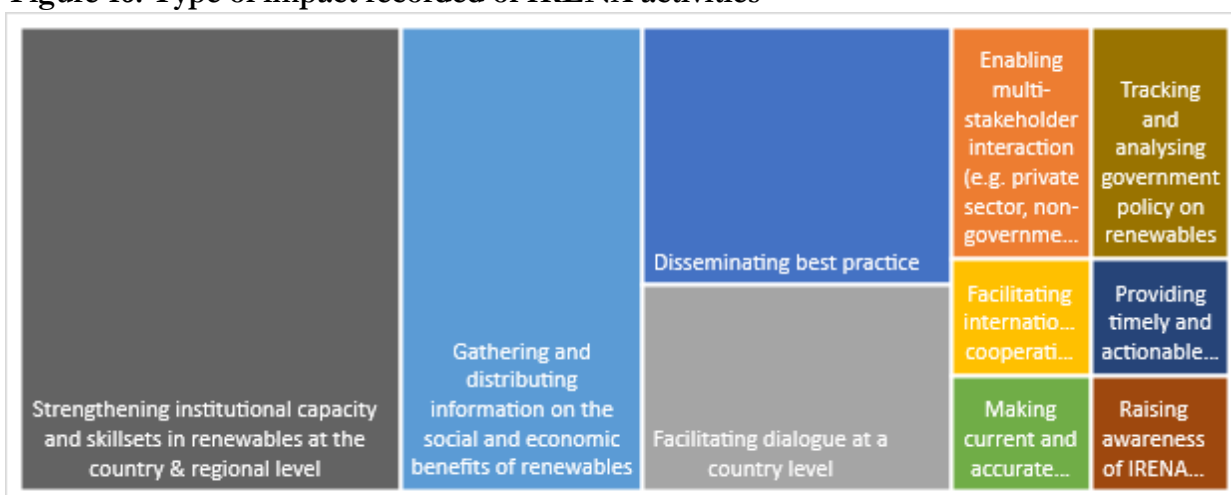 Figure 10: Type of impact recorded of IRENA activities
Strengthening institutional capacity
and skillsets in renewables at the
country & regional level
Gathering and
distributing
information on the
social and economic
benefits of renewables
Disseminating best practice
Facilitating dialogue at a
country level
Enabling
multi-
stakeholder
interaction
(e.g. private
sector, non-
governme...
Tracking
and
analysing
government
policy on
renewables
Facilitating
internatio...
cooperati...
Providing
timely and
actionable...
Making
current and
accurate...
Raising
awareness
of IRENA...